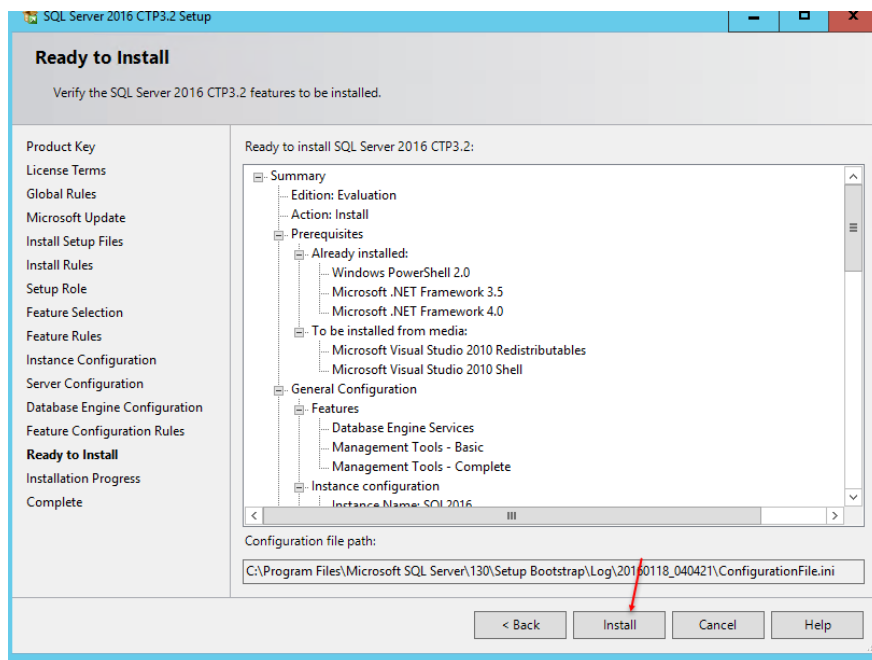 SQL Server 2016 CTP3.2 Setup
Ready to Install
Verify the SQL Server 2016 CTP3.2 features to be installed.
Product Key
License Terms
Global Rules
Microsoft Update
Install Setup Files
Install Rules
Setup Role
Feature Selection
Feature Rules
Instance Configuration
Server Configuration
Database Engine Configuration
Feature Configuration Rules
Ready to Install
Installation Progress
Complete
Ready to install SQL Server 2016 CTP3.2:
Summary
Edition: Evaluation
Action: Install
Prerequisites
Already installed:
Windows PowerShell 2.0
Microsoft .NET Framework 3.5
Microsoft .NET Framework 4.0
To be installed from media:
Microsoft Visual Studio 2010 Redistributables
Microsoft Visual Studio 2010 Shell
General Configuration
Features
Database Engine Services
Management Tools - Basic
Management Tools - Complete
Instance configuration
Instance Name: SQL2016
Configuration file path:
C:\Program Files\Microsoft SQL Server\130\Setup Bootstrap\Log\20160118_040421\ConfigurationFile.ini
< Back
Install
Cancel
Help